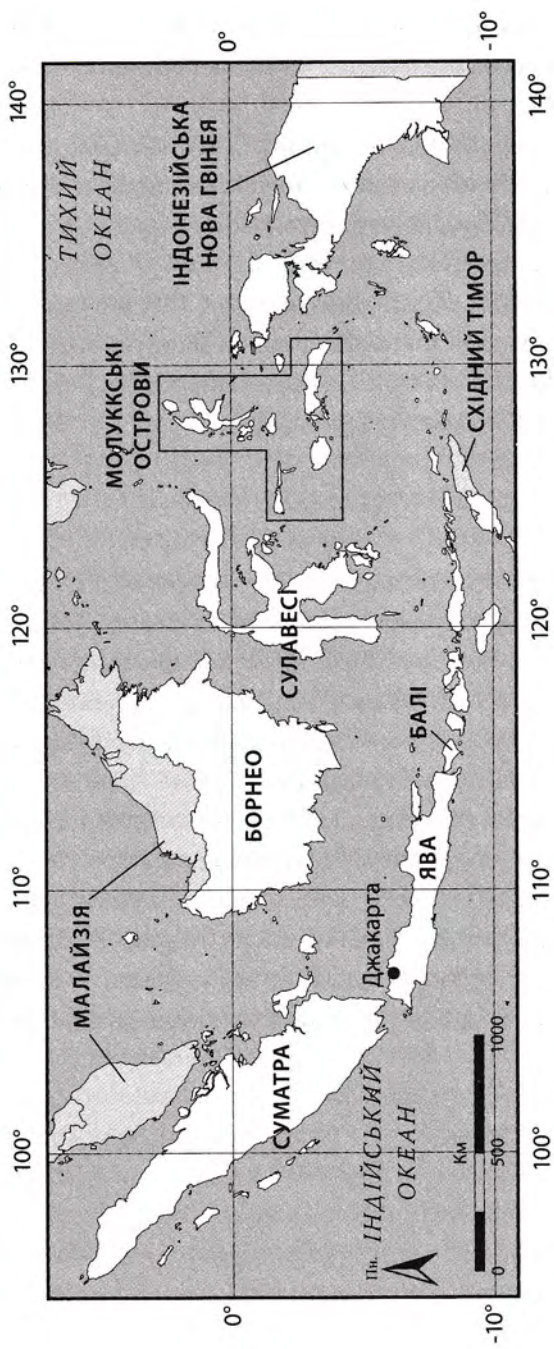 100°
110°
120°
130°
140°
ТИХИЙ
ОКЕАН
МАЛАЙЗІЯ
МОЛУККСЬКІ
ОСТРОВИ
0°
0°
ІНДОНЕЗІЙСЬКА
НОВА ГВІНЕЯ
БОРНЕО
СУЛАВЕСІ
СУМАТРА
Джакарта
ЯВА
БАЛІ
СХІДНИЙ ТІМОР
Пн.
ІНДІЙСЬКИЙ
ОКЕАН
Км
0
500
1000
-10°
-10°
100°
110°
120°
130°
140°